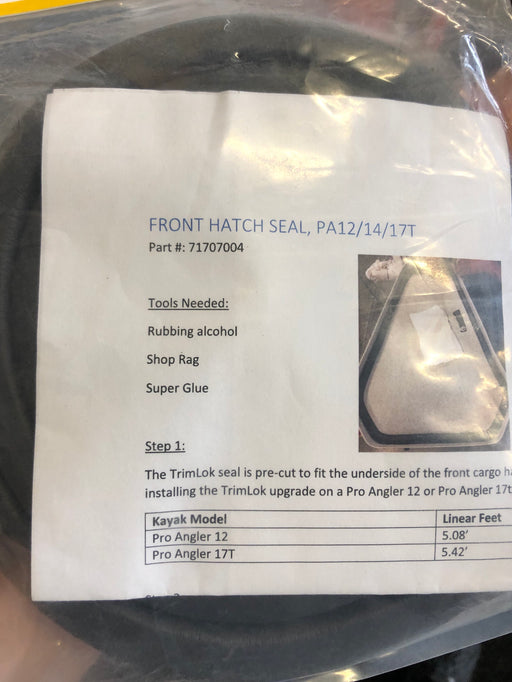 FRONT HATCH SEAL, PA12/14/17T
Part #: 71707004
Tools Needed:
Rubbing alcohol
Shop Rag
Super Glue
Step 1:
The TrimLok seal is pre-cut to fit the underside of the front cargo
installing the TrimLok upgrade on a Pro Angler 12 or Pro Angler 17t
Kayak Model Linear Feet
Pro Angler 12 5.08'
Pro Angler 17T 5.42'